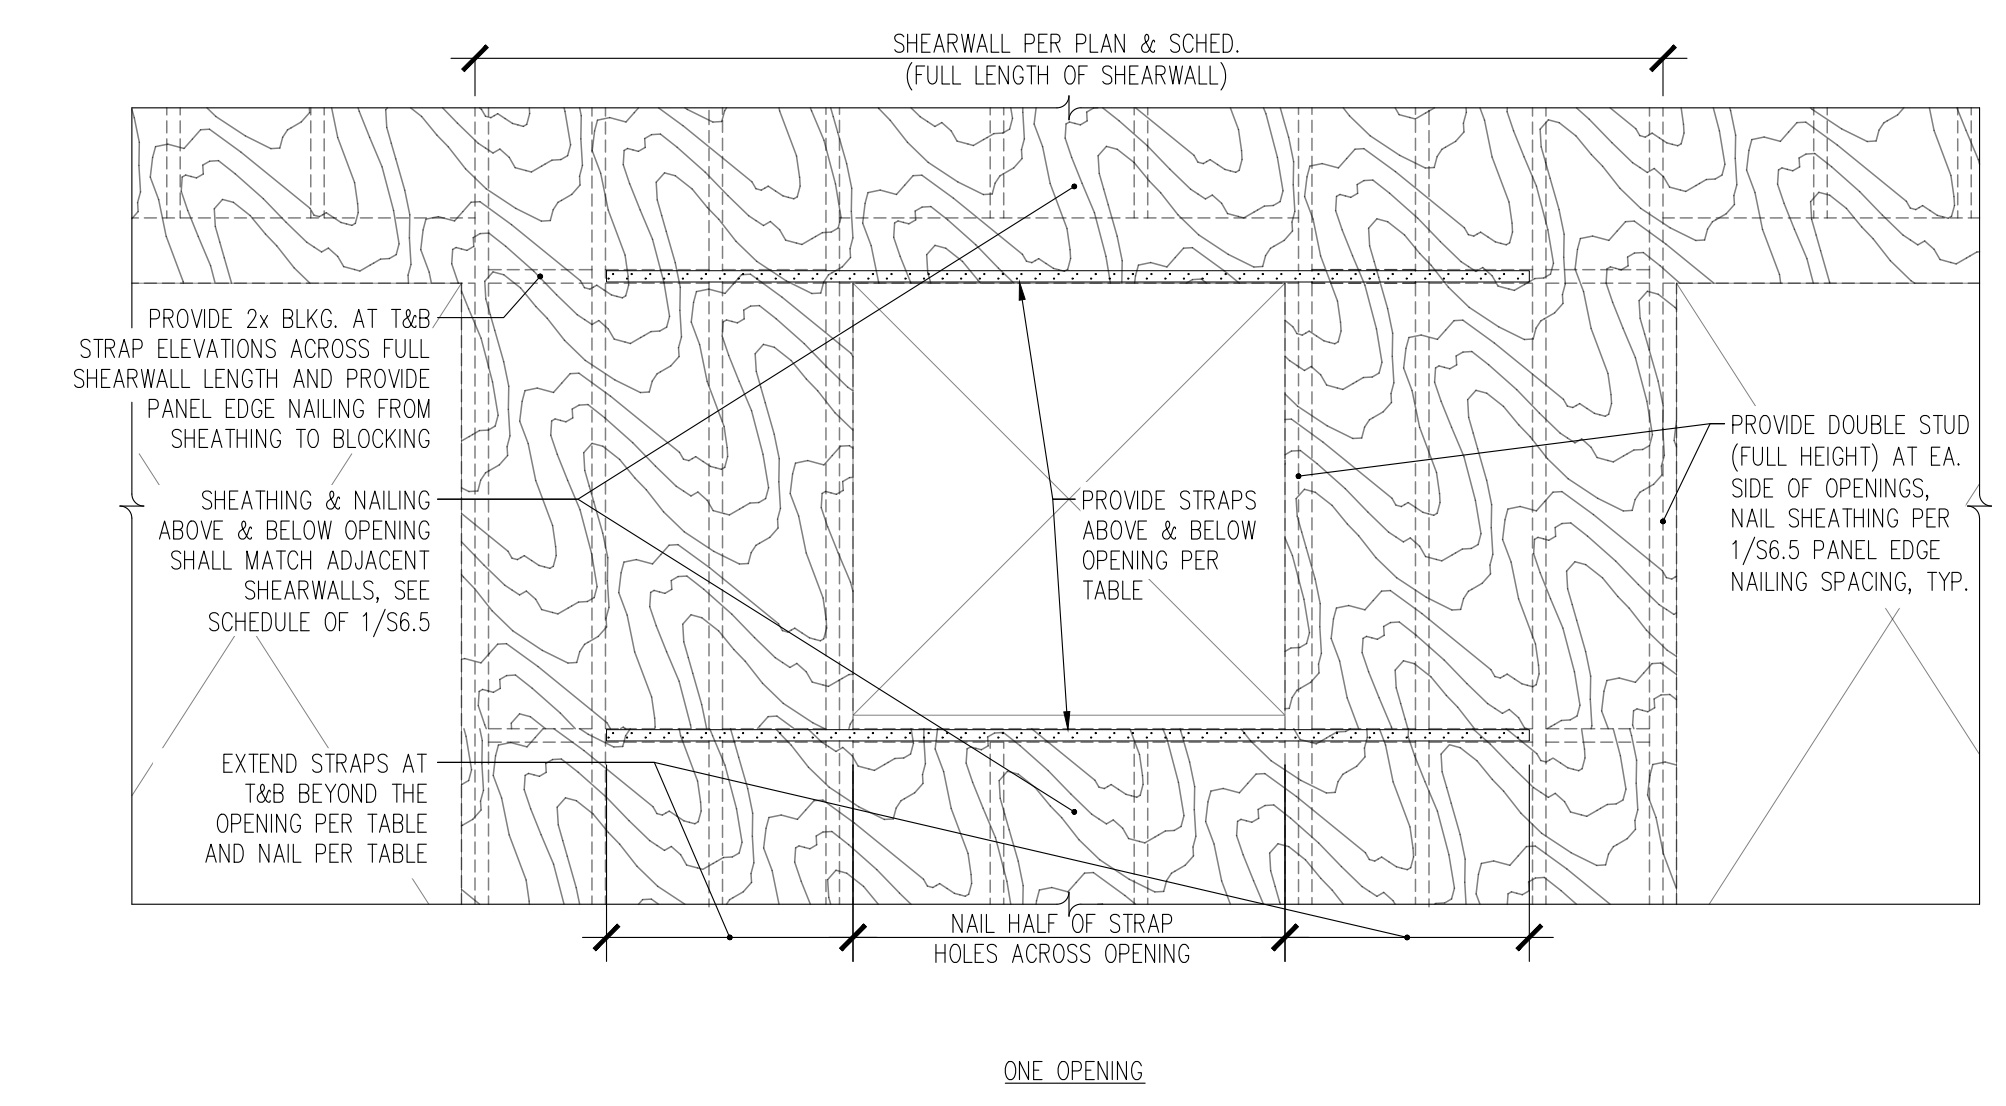 SHEARWALL PER PLAN & SCHED.
(FULL LENGTH OF SHEARWALL)
PROVIDE 2x BLKG. AT T&B
STRAP ELEVATIONS ACROSS FULL
SHEARWALL LENGTH AND PROVIDE
PANEL EDGE NAILING FROM
SHEATHING TO BLOCKING
SHEATHING & NAILING
ABOVE & BELOW OPENING
SHALL MATCH ADJACENT
SHEARWALLS, SEE
SCHEDULE OF 1/S6.5
EXTEND STRAPS AT
T&B BEYOND THE
OPENING PER TABLE
AND NAIL PER TABLE
PROVIDE STRAPS
ABOVE & BELOW
OPENING PER
TABLE
PROVIDE DOUBLE STUD
(FULL HEIGHT) AT EA.
SIDE OF OPENINGS,
NAIL SHEATHING PER
1/S6.5 PANEL EDGE
NAILING SPACING, TYP.
NAIL HALF OF STRAP
HOLES ACROSS OPENING
ONE OPENING